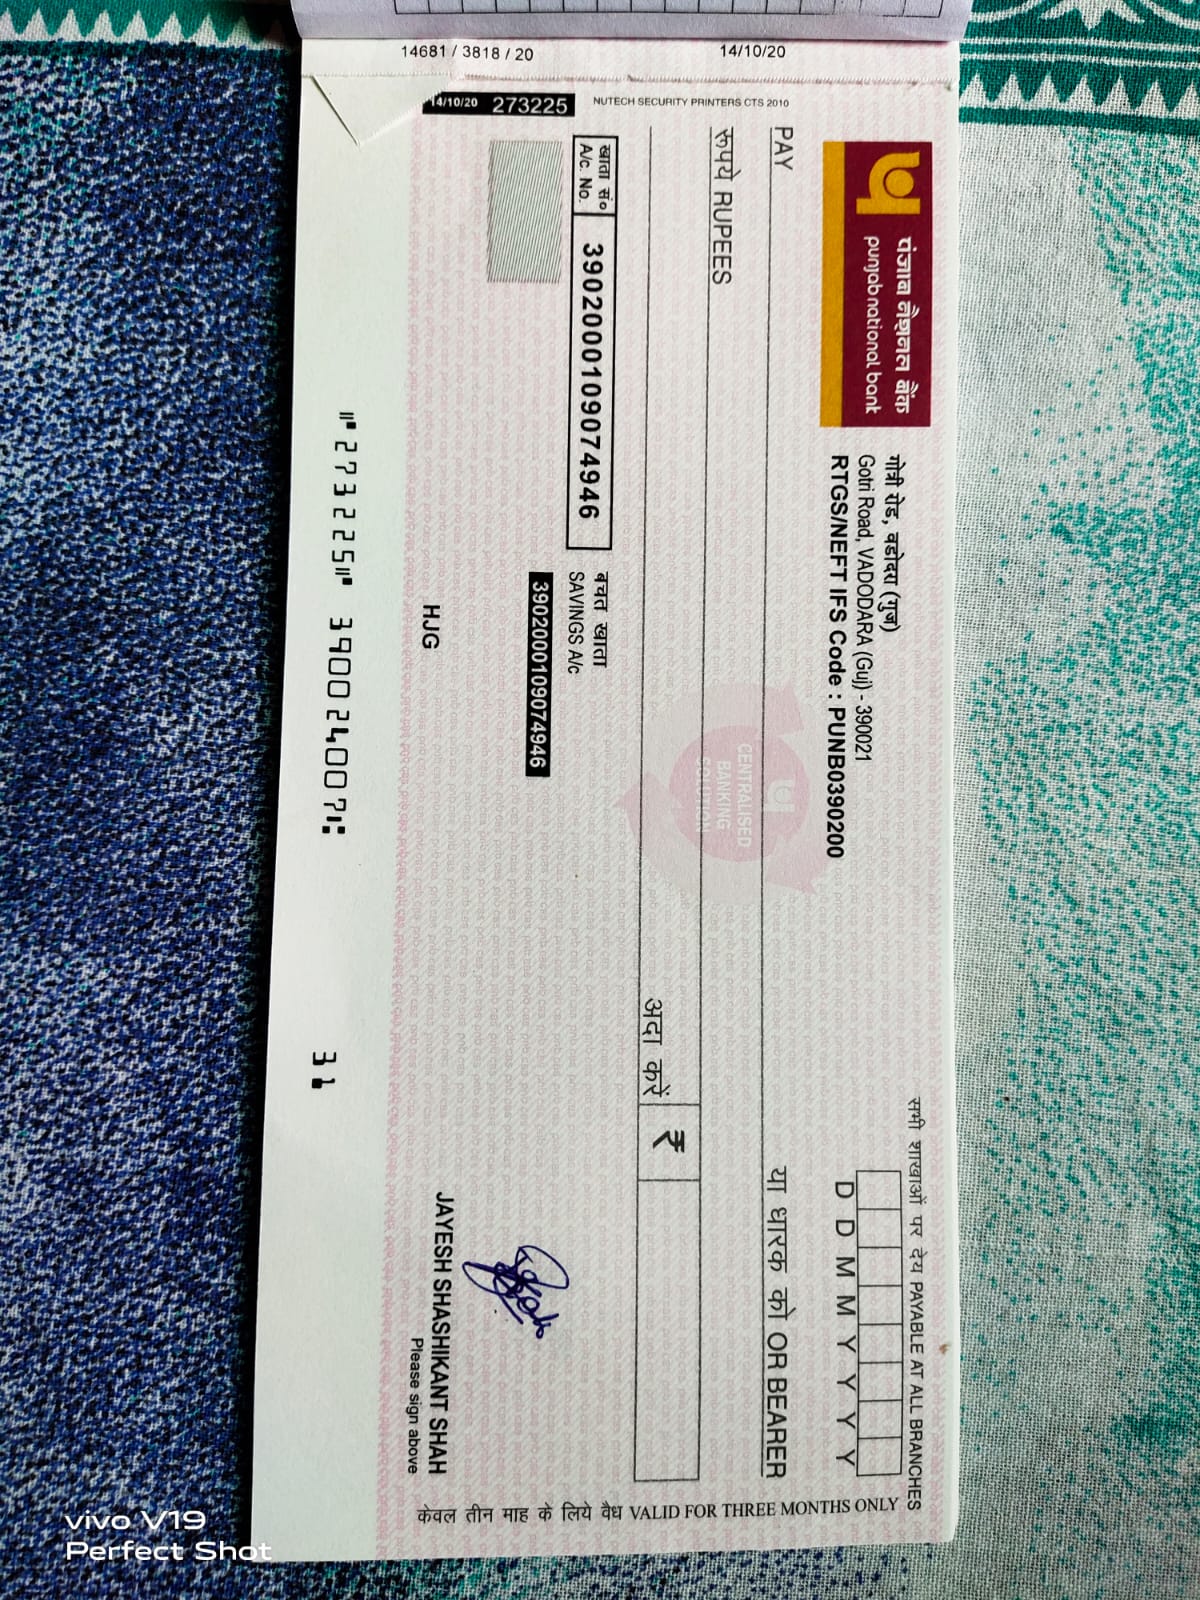 14681 / 3818 / 20
14/10/20
14/10/20 273225
NUTECH SECURITY PRINTERS CTS 2010
पंजाब नैशनल बैंक
punjab national bank
गोत्री रोड, वडोदरा (गुज)
Gotri Road, VADODARA (Guj) - 390021
RTGS/NEFT IFS Code : PUNB0390200
सभी शाखाओं पर देय PAYABLE AT ALL BRANCHES
D D M M Y Y Y Y
PAY
या धारक को OR BEARER
रूपये RUPEES
CENTRALISED
BANKIING
SOLUTION
अदा करें ₹
खाता सं०
A/c. No.
3902000109074946
बचत खाता
SAVINGS A/c
3902000109074946
HJG
JAYESH SHASHIKANT SHAH
Please sign above
केवल तीन माह के लिये वैध VALID FOR THREE MONTHS ONLY
⑈273225⑈ 390024007⑆ 31
vivo V19
Perfect Shot